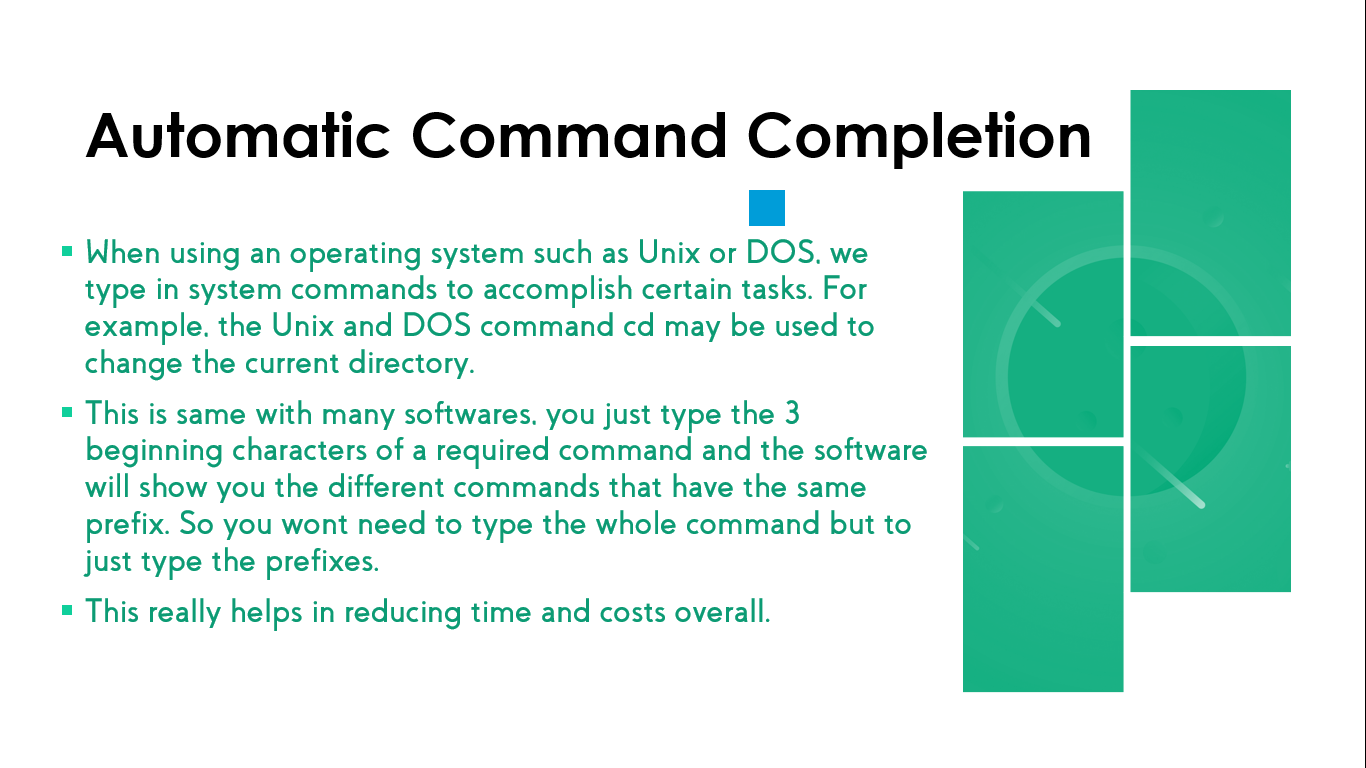 Automatic Command Completion
When using an operating system such as Unix or DOS, we
type in system commands to accomplish certain tasks. For
example, the Unix and DOS command cd may be used to
change the current directory.
This is same with many softwares, you just type the 3
beginning characters of a required command and the software
will show you the different commands that have the same
prefix. So you wont need to type the whole command but to
just type the prefixes.
This really helps in reducing time and costs overall.